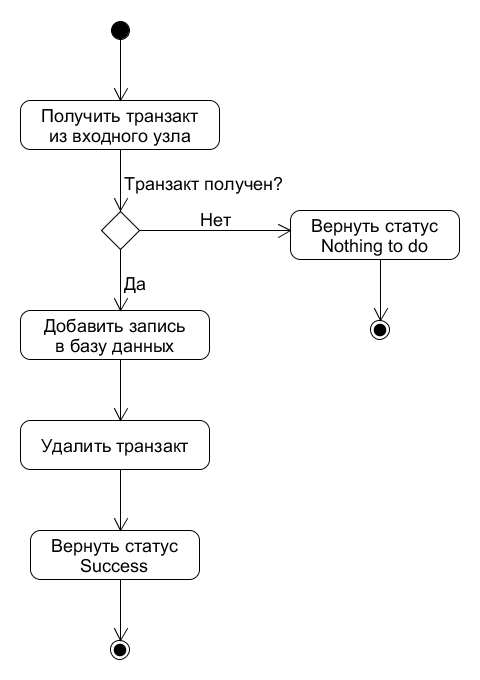 Получить транзакт
из входного узла
Транзакт получен?
Нет
Вернуть статус
Nothing to do
Да
Добавить запись
в базу данных
Удалить транзакт
Вернуть статус
Success